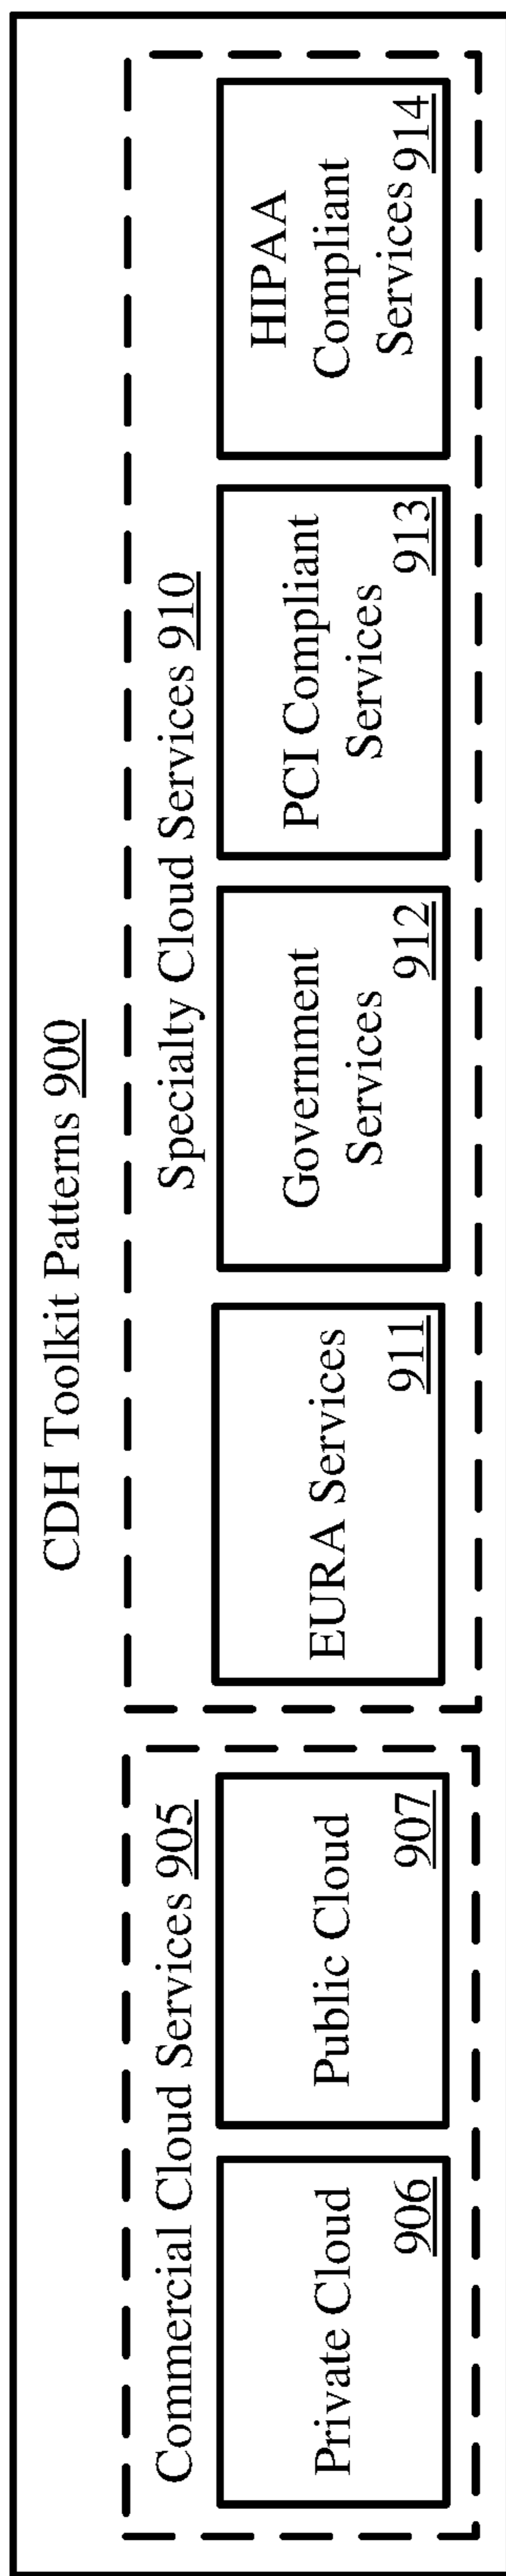 CDH Toolkit Patterns 900
Commercial Cloud Services 905
Private Cloud
906
Public Cloud
907
Specialty Cloud Services 910
EURA Services
911
Government
Services
912
PCI Compliant
Services
913
HIPAA
Compliant
Services
914